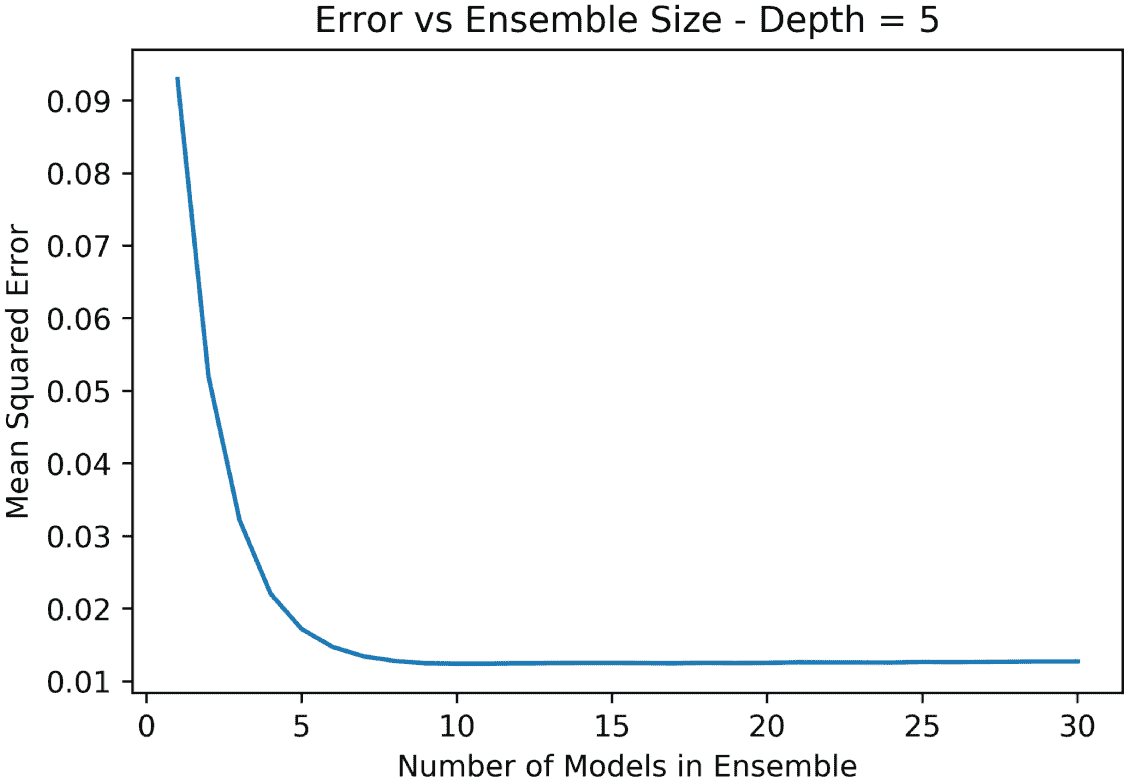 Error vs Ensemble Size - Depth = 5
Mean Squared Error
0.09
0.08
0.07
0.06
0.05
0.04
0.03
0.02
0.01
0 5 10 15 20 25 30
Number of Models in Ensemble